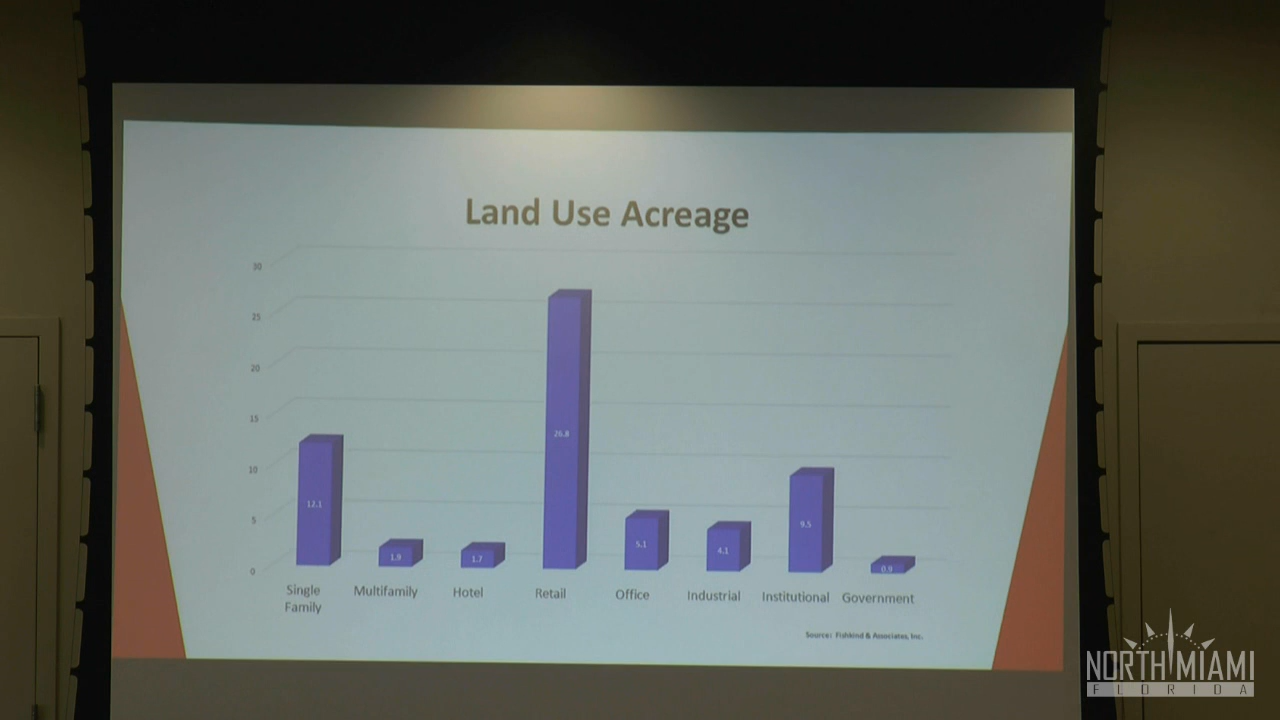 Land Use Acreage
30
25
20
15
10
5
0
12.1
1.9
1.7
26.8
5.1
4.1
9.5
0.9
Single
Family
Multifamily
Hotel
Retail
Office
Industrial
Institutional
Government
Source: Fishkind & Associates, Inc.
NORTH MIAMI
FLORIDA